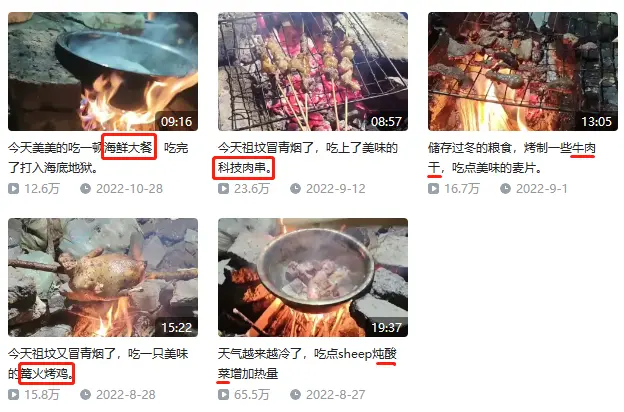 09:16
08:57
13:05
今天美美的吃一顿海鲜大餐 吃完
了打入海底地狱。
12.6万 2022-10-28
今天祖坟冒青烟了，吃上了美味的
科技肉串。
23.6万 2022-9-12
储存过冬的粮食，烤制一些牛肉
干，吃点美味的麦片。
16.7万 2022-9-1
15:22
19:37
今天祖坟又冒青烟了，吃一只美味
的篝火烤鸡。
15.8万 2022-8-28
天气越来越冷了，吃点sheep炖酸
菜增加热量
65.5万 2022-8-27